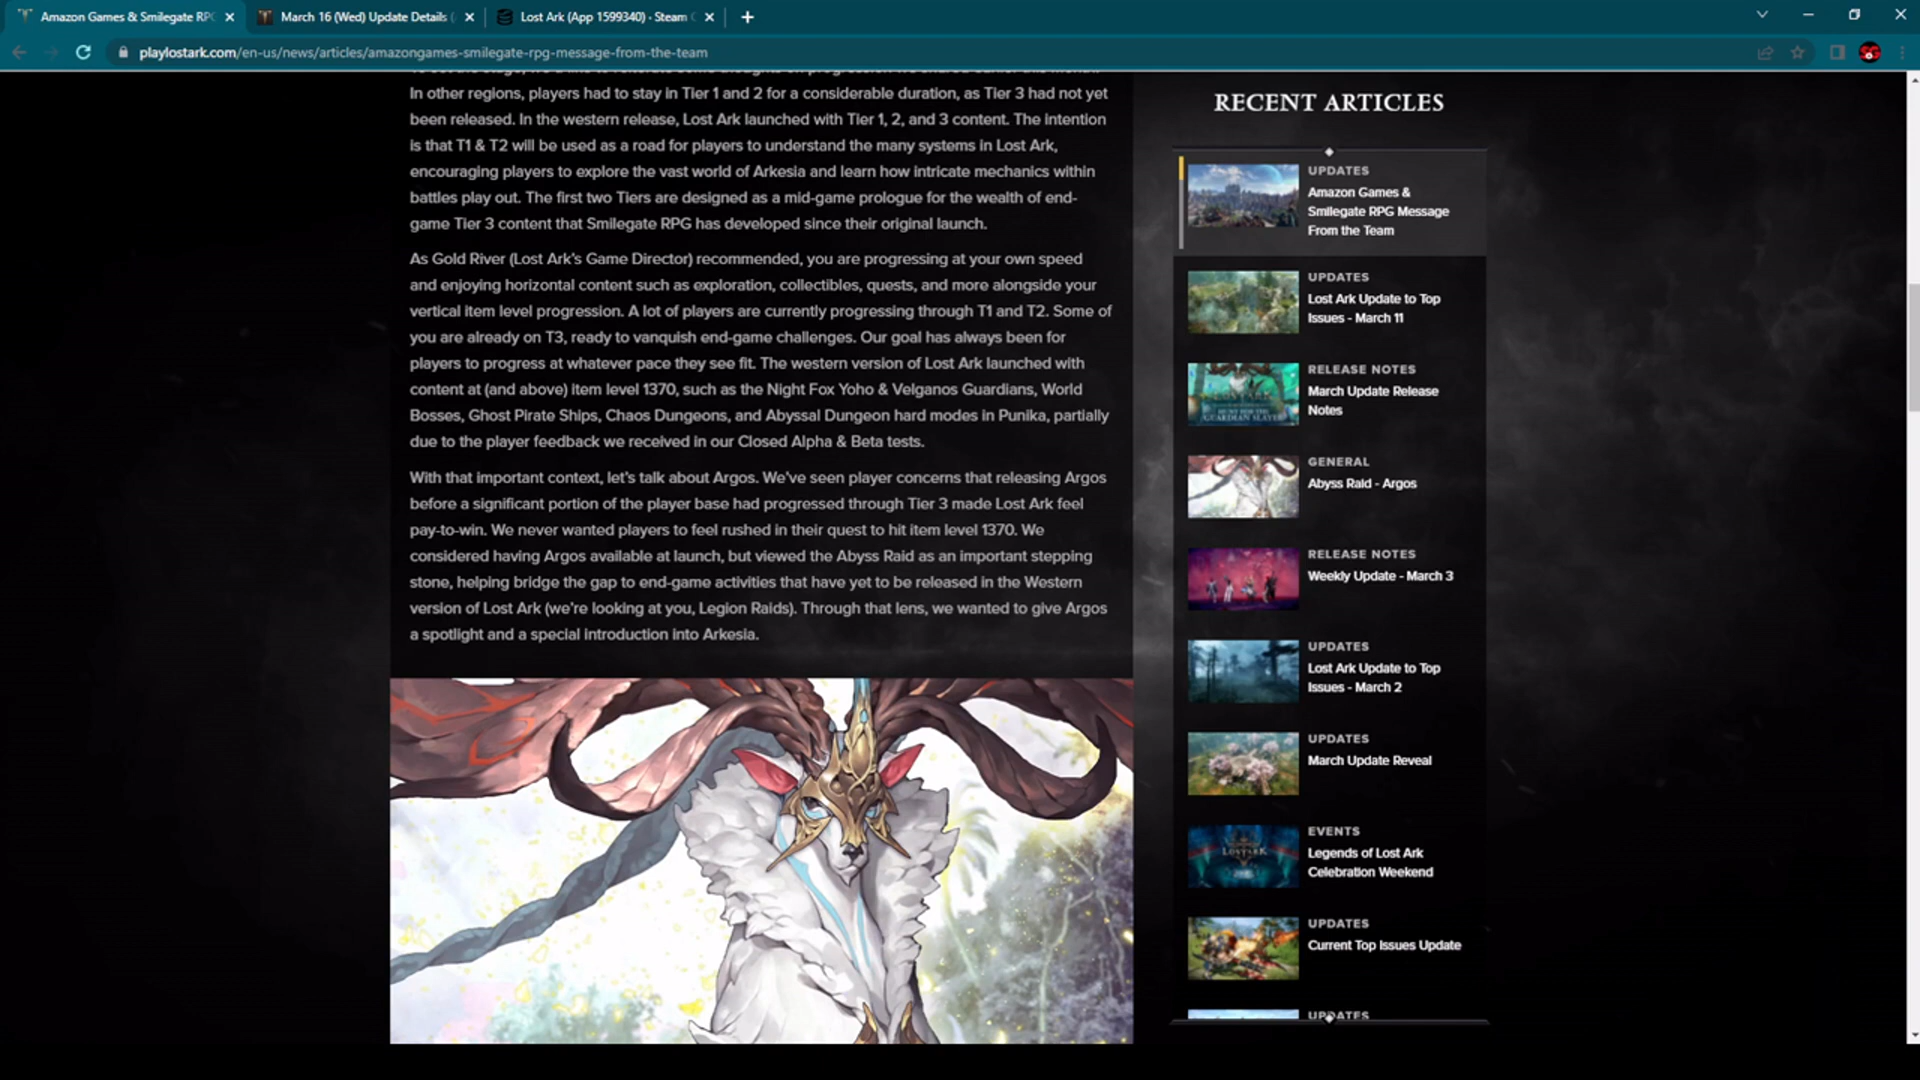 Amazon Games & Smilegate RPG
March 16 (Wed) Update Details (
Lost Ark (App 1599340) · Steam
playlostark.com/en-us/news/articles/amazongames-smilegate-rpg-message-from-the-team
In other regions, players had to stay in Tier 1 and 2 for a considerable duration, as Tier 3 had not yet
been released. In the western release, Lost Ark launched with Tier 1, 2, and 3 content. The intention
is that T1 & T2 will be used as a road for players to understand the many systems in Lost Ark,
encouraging players to explore the vast world of Arkesia and learn how intricate mechanics within
battles play out. The first two Tiers are designed as a mid-game prologue for the wealth of end-
game Tier 3 content that Smilegate RPG has developed since their original launch.
As Gold River (Lost Ark's Game Director) recommended, you are progressing at your own speed
and enjoying horizontal content such as exploration, collectibles, quests, and more alongside your
vertical item level progression. A lot of players are currently progressing through T1 and T2. Some of
you are already on T3, ready to vanquish end-game challenges. Our goal has always been for
players to progress at whatever pace they see fit. The western version of Lost Ark launched with
content at (and above) item level 1370, such as the Night Fox Yoho & Velganos Guardians, World
Bosses, Ghost Pirate Ships, Chaos Dungeons, and Abyssal Dungeon hard modes in Punika, partially
due to the player feedback we received in our Closed Alpha & Beta tests.
With that important context, let's talk about Argos. We've seen player concerns that releasing Argos
before a significant portion of the player base had progressed through Tier 3 made Lost Ark feel
pay-to-win. We never wanted players to feel rushed in their quest to hit item level 1370. We
considered having Argos available at launch, but viewed the Abyss Raid as an important stepping
stone, helping bridge the gap to end-game activities that have yet to be released in the Western
version of Lost Ark (we're looking at you, Legion Raids). Through that lens, we wanted to give Argos
a spotlight and a special introduction into Arkesia.
RECENT ARTICLES
UPDATES
Amazon Games &
Smilegate RPG Message
From the Team
UPDATES
Lost Ark Update to Top
Issues - March 11
RELEASE NOTES
March Update Release
Notes
GENERAL
Abyss Raid - Argos
RELEASE NOTES
Weekly Update - March 3
UPDATES
Lost Ark Update to Top
Issues - March 2
UPDATES
March Update Reveal
EVENTS
Legends of Lost Ark
Celebration Weekend
UPDATES
Current Top Issues Update
UPDATES